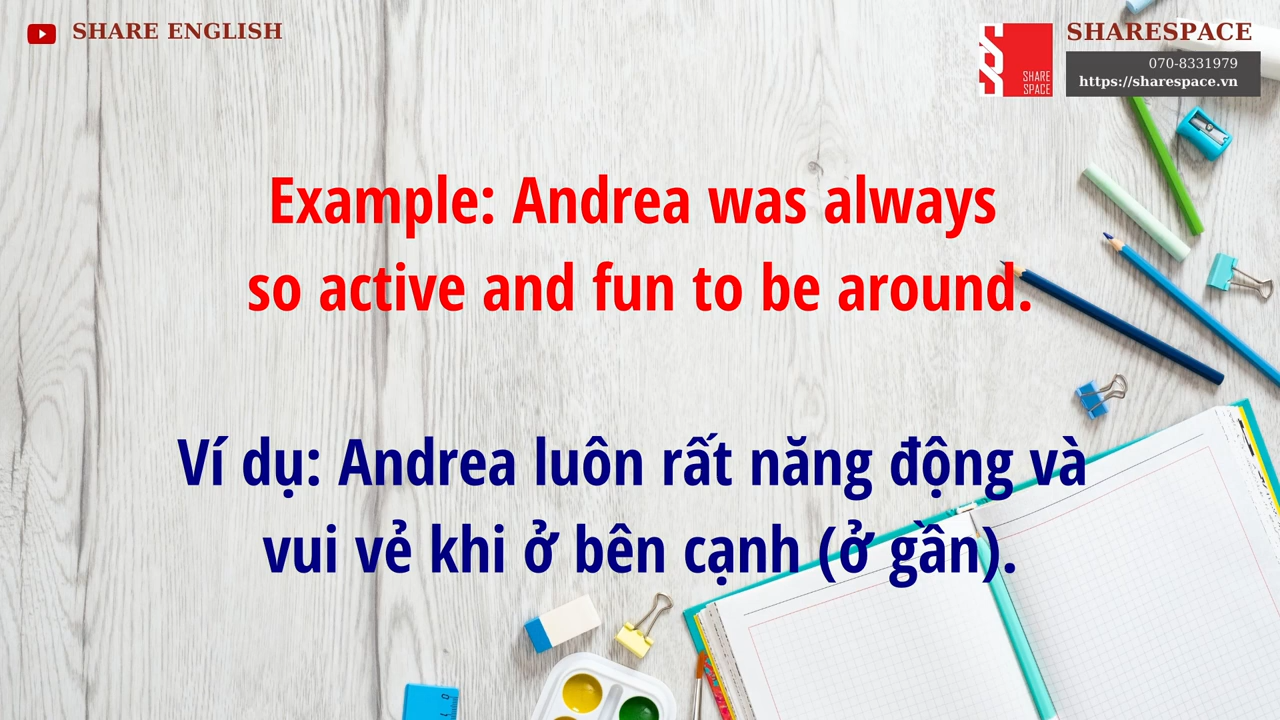 SHARE ENGLISH
SHARESPACE
SHARE
SPACE
070-8331979
https://sharespace.vn
Example: Andrea was always
so active and fun to be around.
Ví dụ: Andrea luôn rất năng động và
vui vẻ khi ở bên cạnh (ở gần).